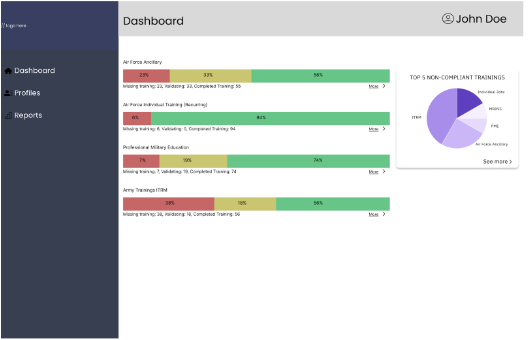 // logo here
Dashboard
John Doe
Dashboard
Profiles
Reports
Air Force Ancillary
23% 33% 56%
Missing training: 23, Validating: 33, Completed Training: 56
More >
Air Force Individual Training (Recurring)
6% 94%
Missing training: 6, Validating: 0, Completed Training: 94
More >
Professional Military Education
7% 19% 74%
Missing training: 7, Validating: 19, Completed Training: 74
More >
Army Trainings ITRM
38% 18% 56%
Missing training: 38, Validating: 18, Completed Training: 56
More >
TOP 5 NON-COMPLIANT TRAININGS
Individual Jobs
PME
Air Force Ancillary
ITRM
See more >